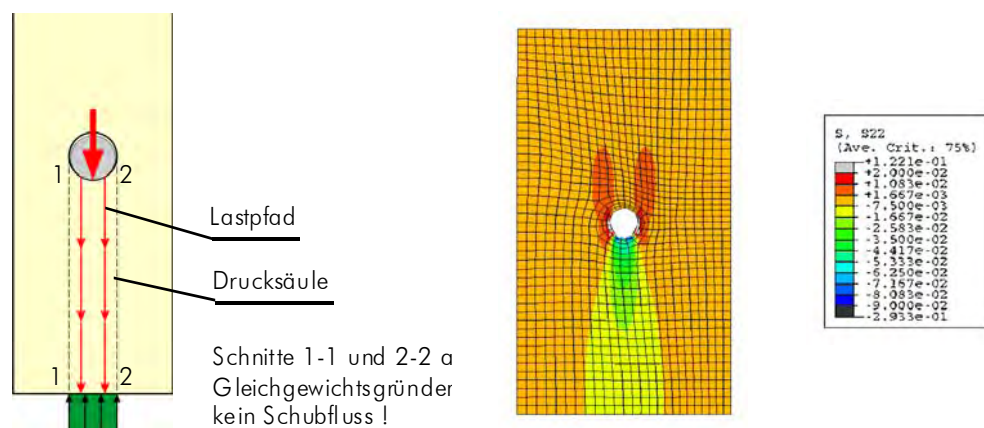 1 2
Lastpfad
Drucksäule
1 2
Schnitte 1-1 und 2-2 a
Gleichgewichtsgründer
kein Schubfluss !
S, S22
(Ave. Crit.: 75%)
+1.221e-01
+2.000e-02
+1.083e-02
+1.667e-03
-7.500e-03
-1.667e-02
-2.583e-02
-3.500e-02
-4.417e-02
-5.333e-02
-6.250e-02
-7.167e-02
-8.083e-02
-9.000e-02
-2.933e-01